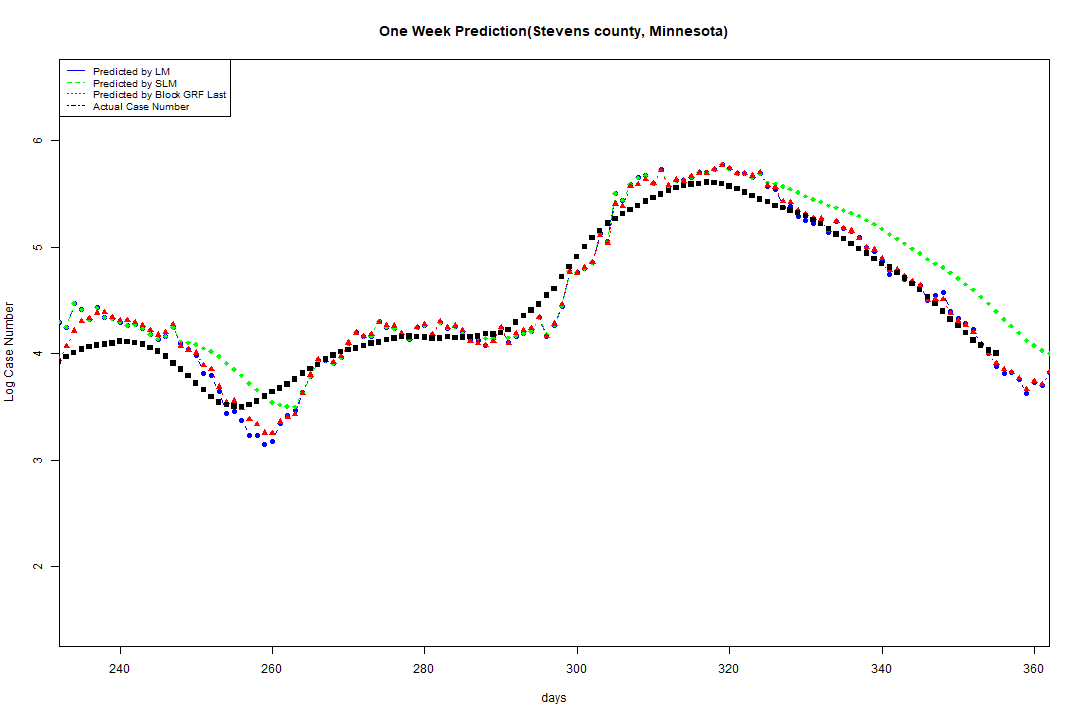 One Week Prediction(Stevens county, Minnesota)
Predicted by LM
Predicted by SLM
Predicted by Block GRF Last
Actual Case Number
Log Case Number
6
5
4
3
2
240 260 280 300 320 340 360
days